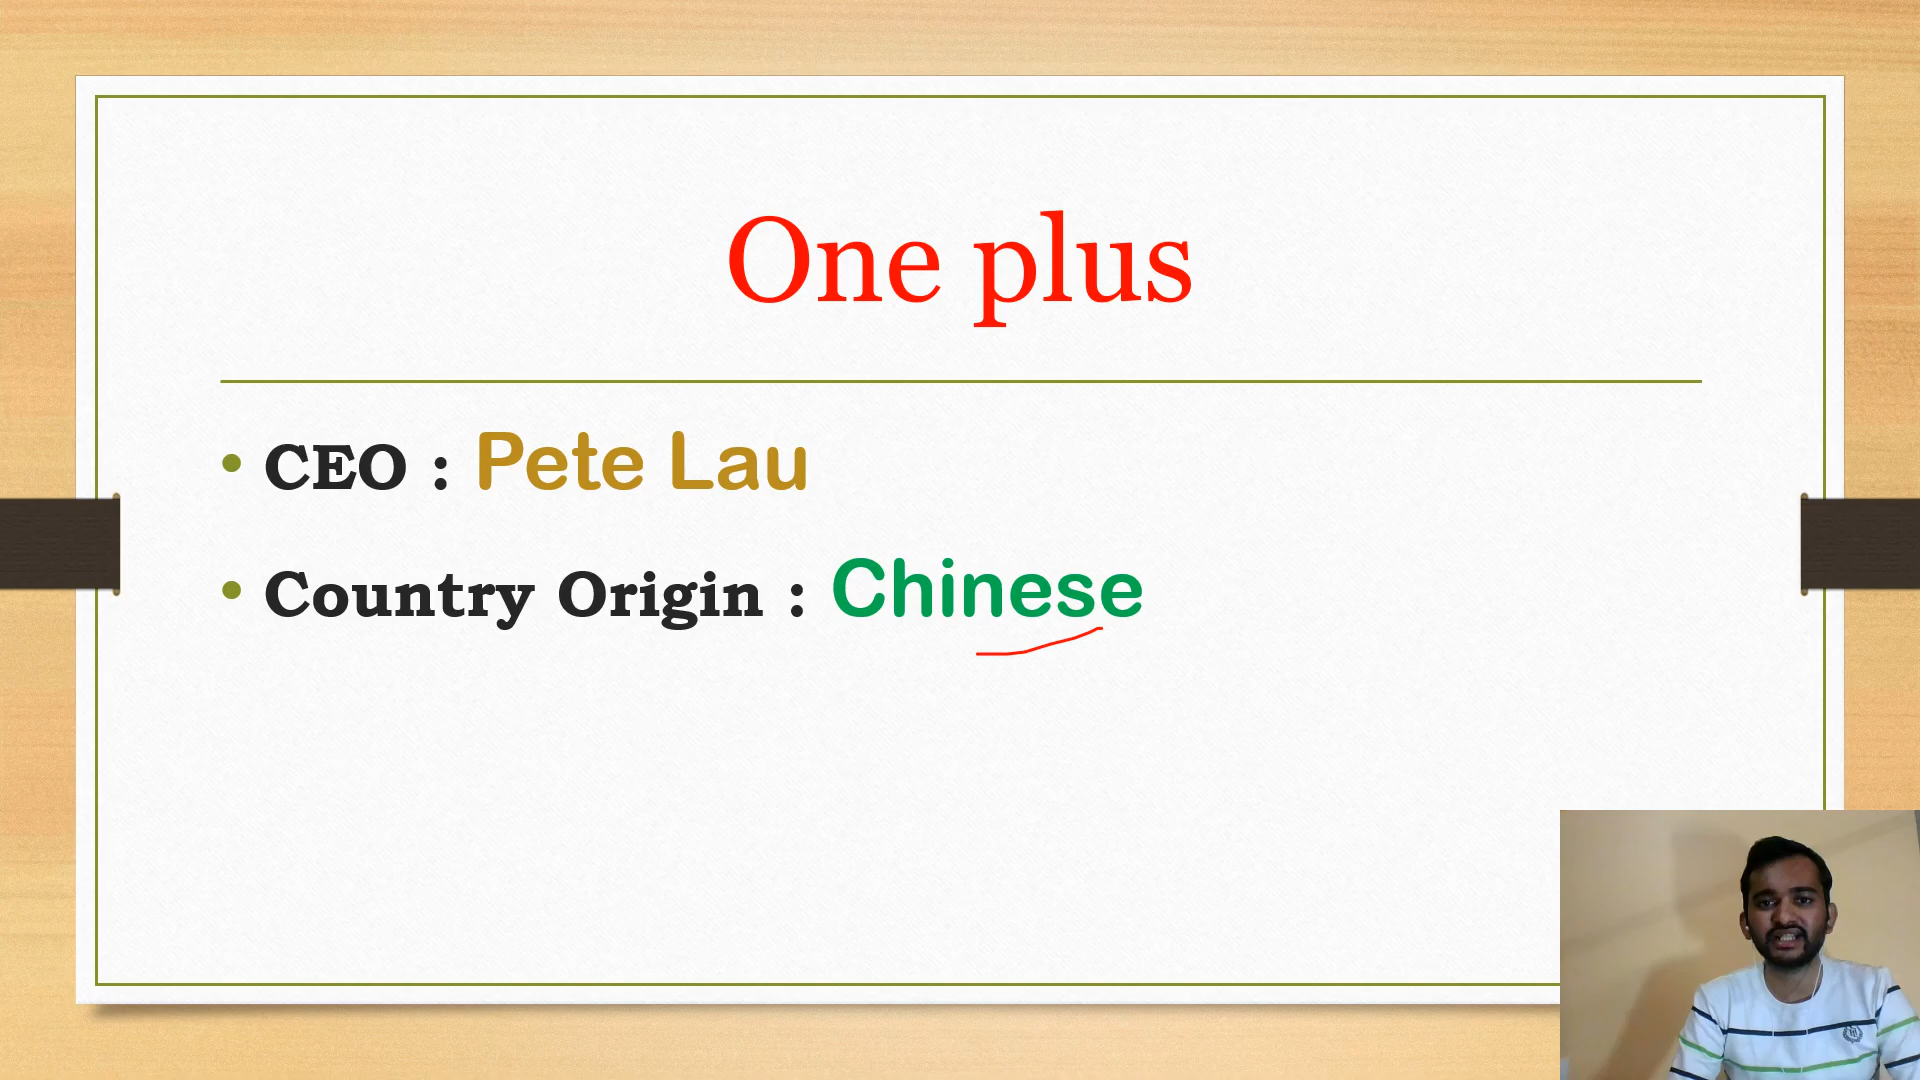 One plus
• CEO : Pete Lau
• Country Origin : Chinese